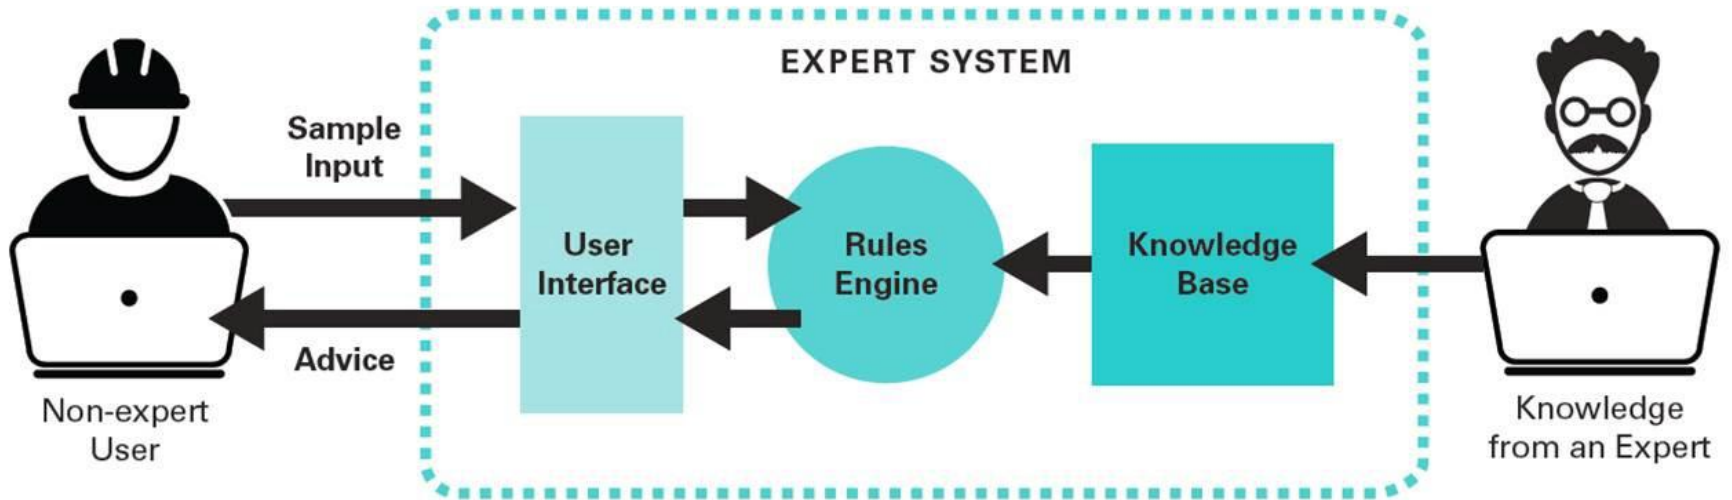 EXPERT SYSTEM
Sample
Input
User
Interface
Rules
Engine
Knowledge
Base
Advice
Non-expert
User
Knowledge
from an Expert